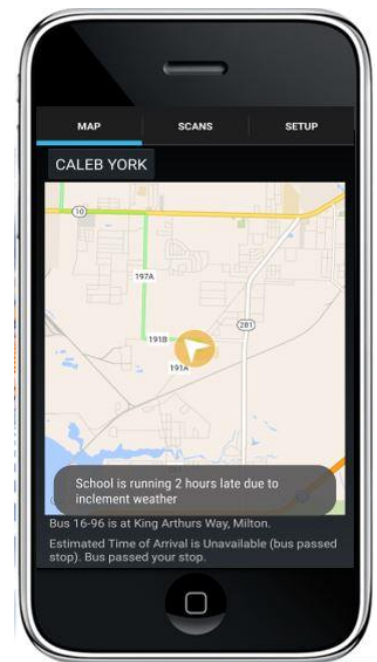 MAP SCANS SETUP
CALEB YORK
10
197A
281
191B
191A
School is running 2 hours late due to
inclement weather
Bus 16-96 is at King Arthurs Way, Milton.
Estimated Time of Arrival is Unavailable (bus passed
stop). Bus passed your stop.